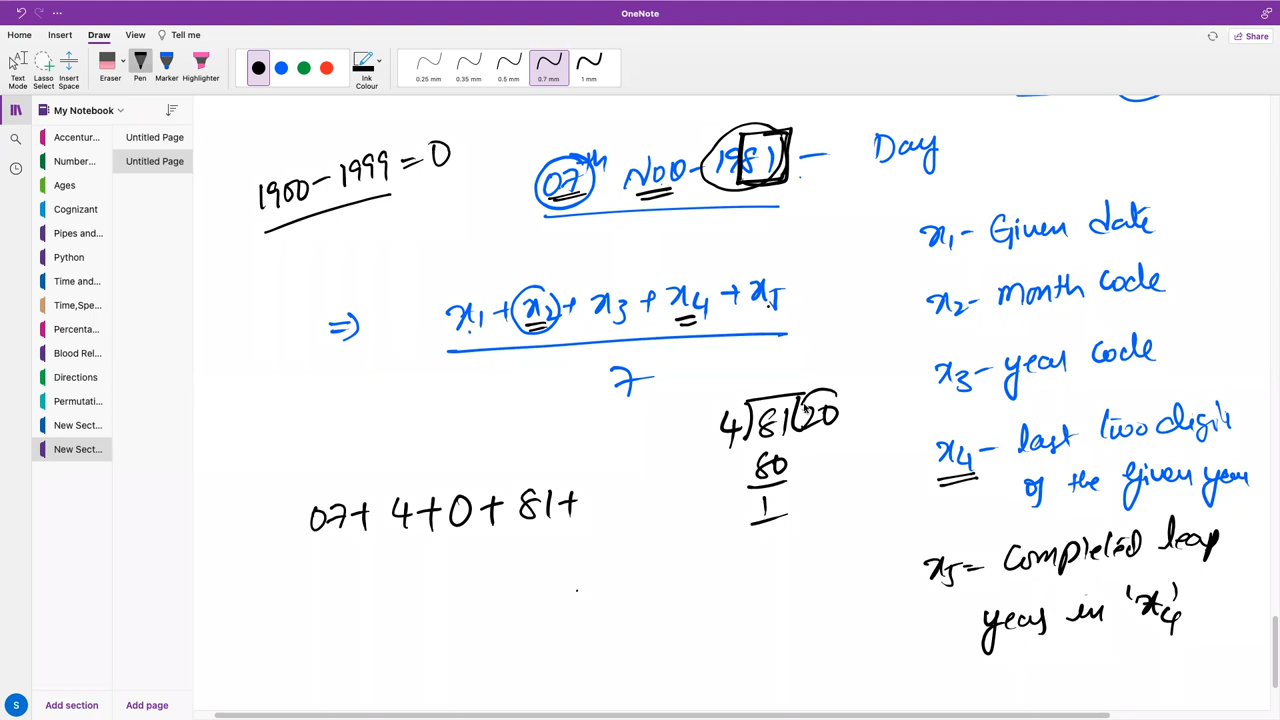 OneNote
Home Insert Draw View Tell me
Share
Text Mode
Lasso Select
Insert Space
Eraser
Pen
Marker
Highlighter
Ink Colour
0.25 mm
0.35 mm
0.5 mm
0.7 mm
1 mm
My Notebook
Accentur...
Number...
Ages
Cognizant
Pipes and...
Python
Time and...
Time,Spe...
Percenta...
Blood Rel...
Directions
Permutati...
New Sect...
New Sect...
Untitled Page
Untitled Page
1900 - 1999 = 0
07th Nov - 1981 - Day
x1 + x2 + x3 + x4 + x5
7
4)81(20
80
1
07+ 4+0+ 81+
x1 - Given date
x2 - month code
x3 - year code
x4 - last two digit
of the Given year
x5 = Completed leap
years in 'x4'
S
Add section
Add page